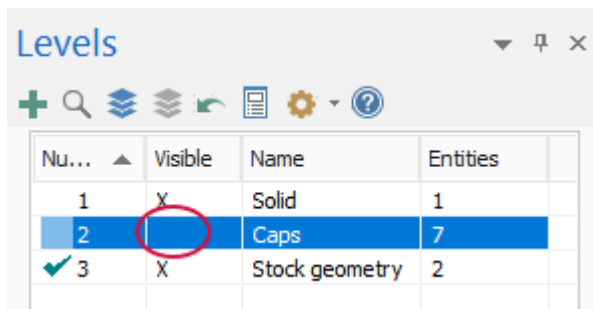 Levels
Nu... Visible Name Entities
1 X Solid 1
2 Caps 7
3 X Stock geometry 2